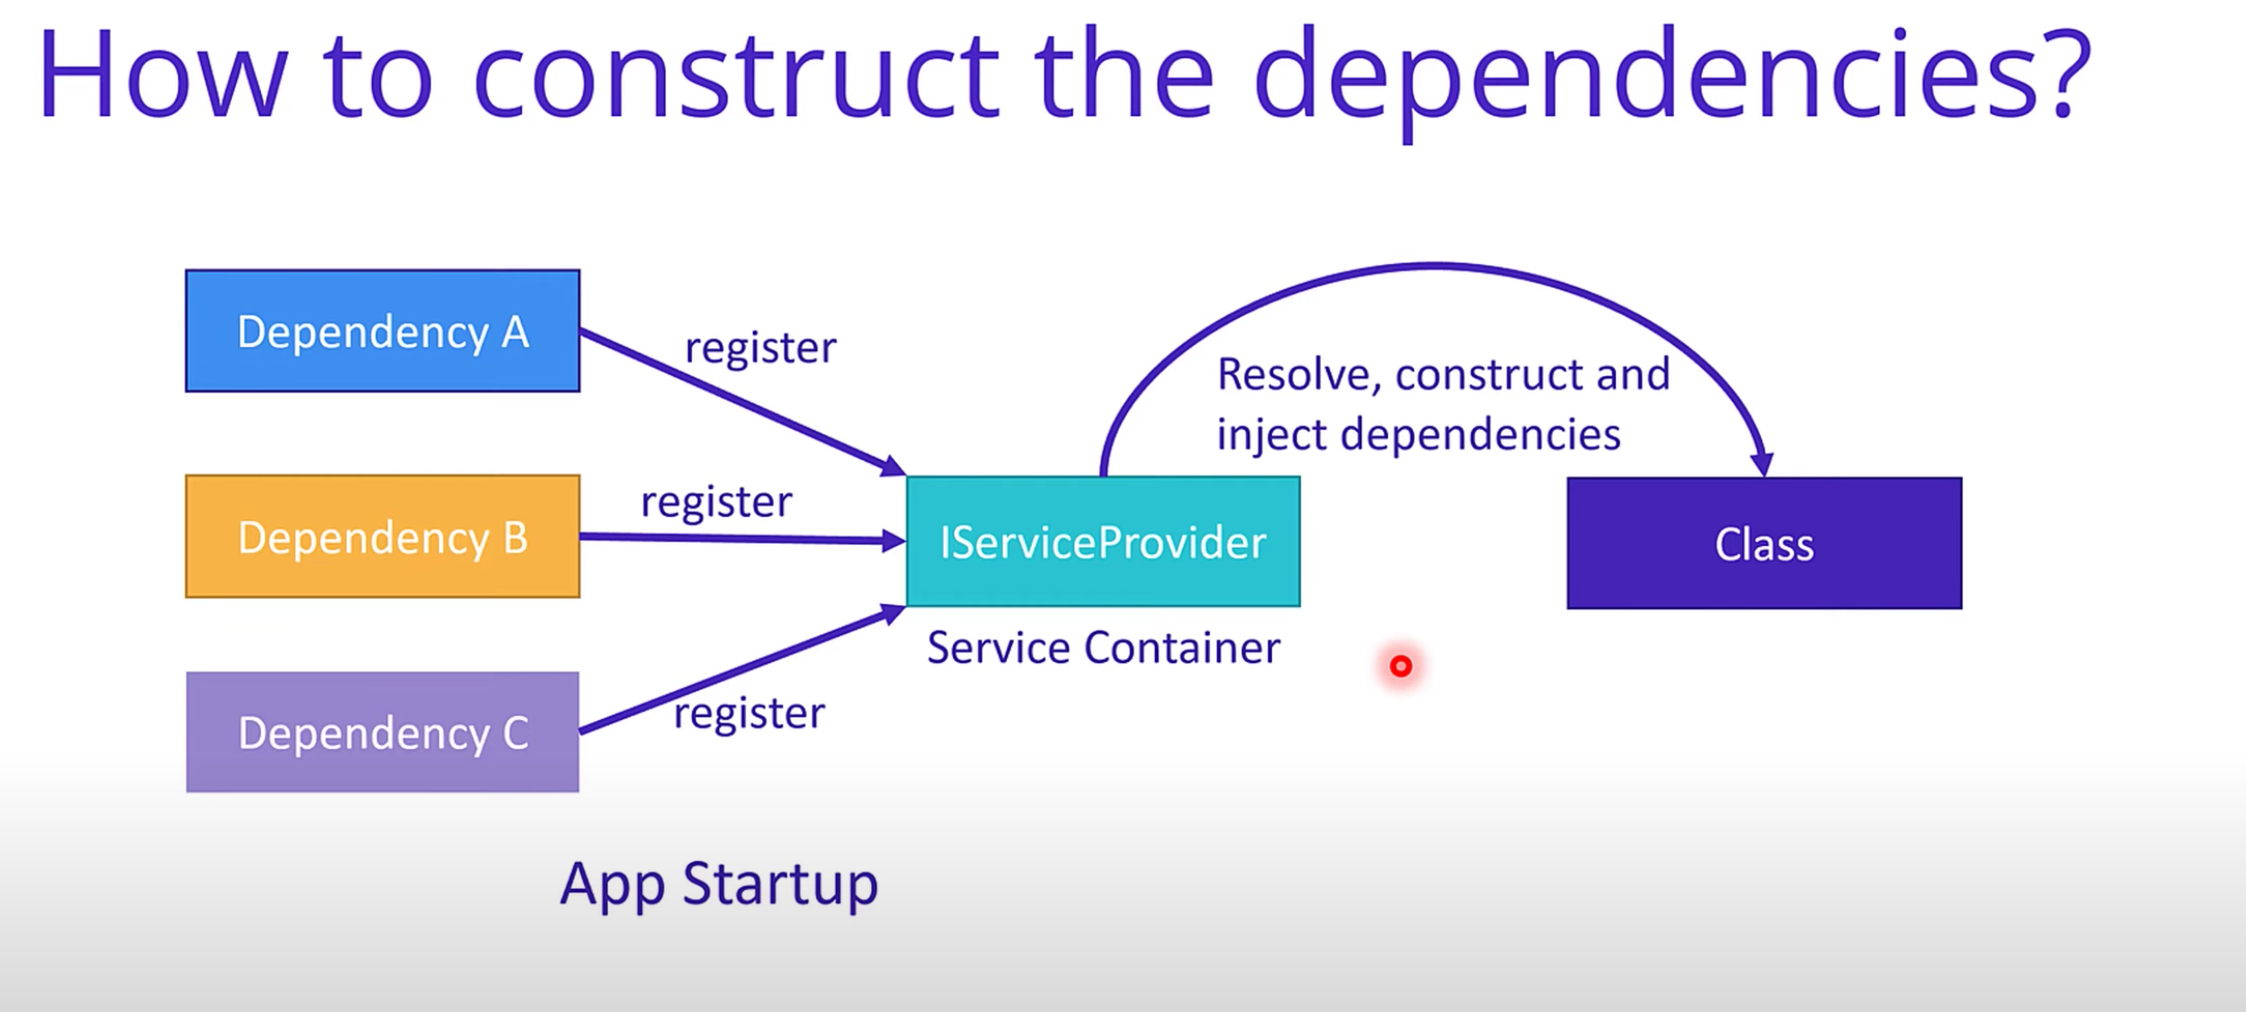 How to construct the dependencies?
Dependency A
register
Resolve, construct and
inject dependencies
Dependency B
register
IServiceProvider
Class
Service Container
Dependency C
register
App Startup